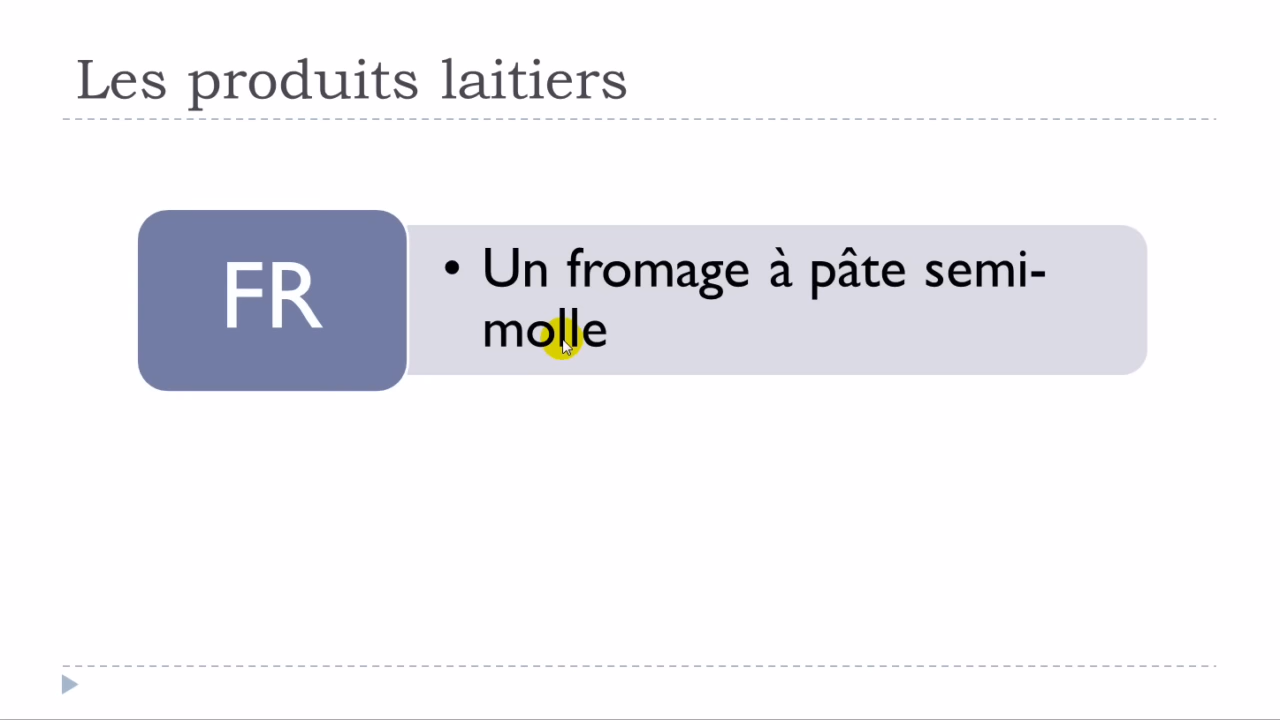 Les produits laitiers
FR
• Un fromage à pâte semi-
molle